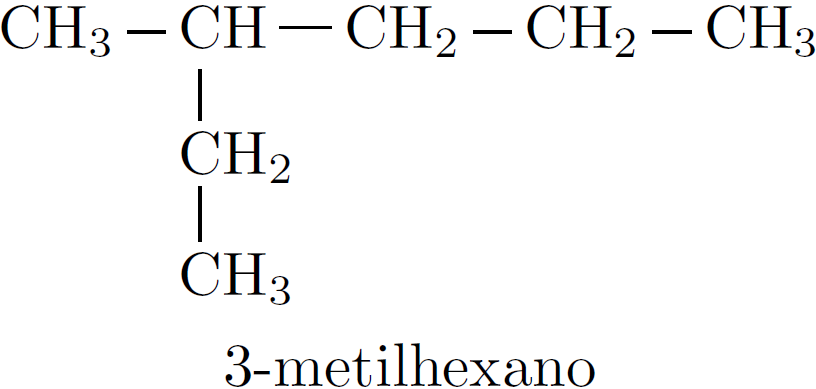 CH₃ — CH — CH₂ — CH₂ — CH₃
CH₂
CH₃
3-metilhexano